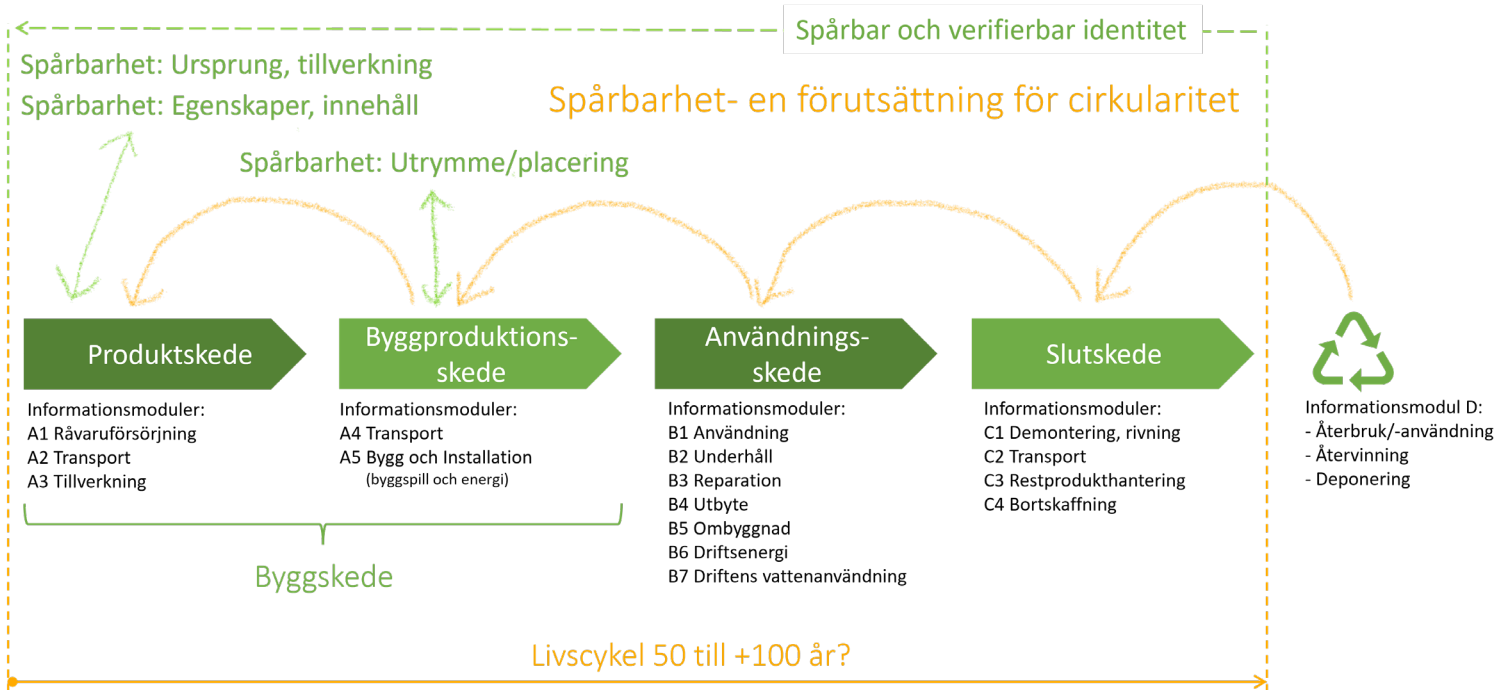 Spårbar och verifierbar identitet
Spårbarhet: Ursprung, tillverkning
Spårbarhet: Egenskaper, innehåll
Spårbarhet- en förutsättning för cirkularitet
Spårbarhet: Utrymme/placering
Produktskede
Informationsmoduler:
A1 Råvaruförsörjning
A2 Transport
A3 Tillverkning
Byggproduktions-
skede
Informationsmoduler:
A4 Transport
A5 Bygg och Installation
(byggspill och energi)
Byggskede
Användnings-
skede
Informationsmoduler:
B1 Användning
B2 Underhåll
B3 Reparation
B4 Utbyte
B5 Ombyggnad
B6 Driftsenergi
B7 Driftens vattenanvändning
Slutskede
Informationsmoduler:
C1 Demontering, rivning
C2 Transport
C3 Restprodukthantering
C4 Bortskaffning
Informationsmodul D:
- Återbruk/-användning
- Återvinning
- Deponering
Livscykel 50 till +100 år?